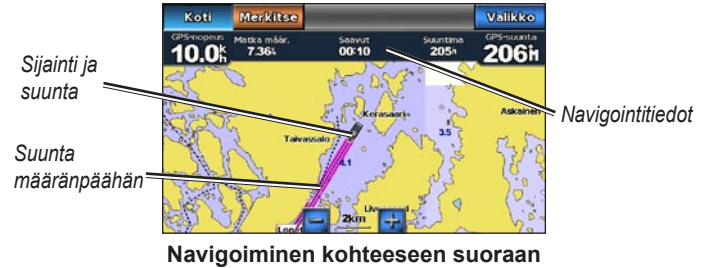 Koti Merkitse Valikko
GPS-nopeus Matka määr. Saavut Suuntima GPS-suunta
10.0 7.36 00:10 205 206
Sijainti ja
suunta
Navigointitiedot
Kerasaari
Askainen
Taivassalo
3.5
4.1
Suunta
määränpäähän
2km
Navigoiminen kohteeseen suoraan